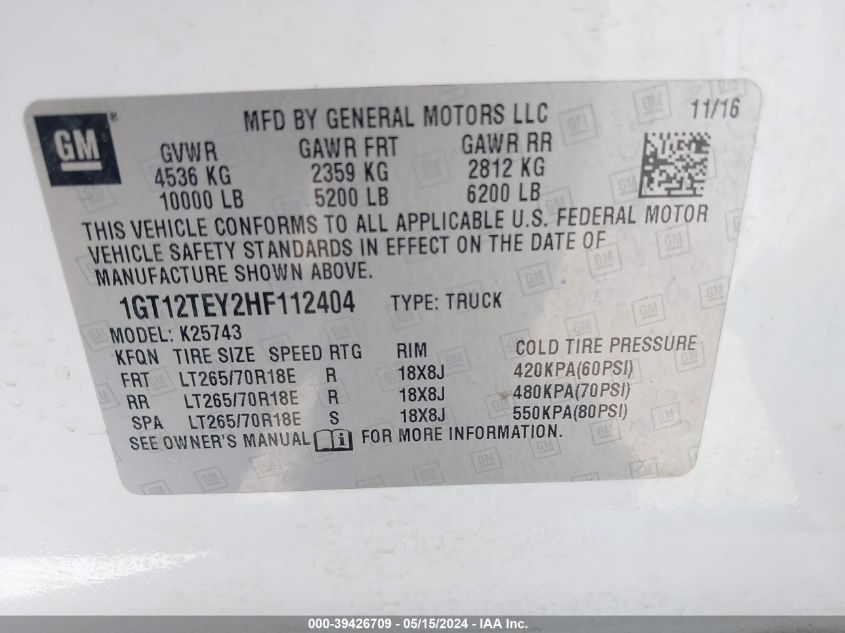 GM®
MFD BY GENERAL MOTORS LLC
11/16
GVWR GAWR FRT GAWR RR
4536 KG 2359 KG 2812 KG
10000 LB 5200 LB 6200 LB
THIS VEHICLE CONFORMS TO ALL APPLICABLE U.S. FEDERAL MOTOR
VEHICLE SAFETY STANDARDS IN EFFECT ON THE DATE OF
MANUFACTURE SHOWN ABOVE.
1GT12TEY2HF112404 TYPE: TRUCK
MODEL: K25743
KFQN TIRE SIZE SPEED RTG RIM COLD TIRE PRESSURE
FRT LT265/70R18E R 18X8J 420KPA(60PSI)
RR LT265/70R18E R 18X8J 480KPA(70PSI)
SPA LT265/70R18E S 18X8J 550KPA(80PSI)
SEE OWNER'S MANUAL FOR MORE INFORMATION.
000-39426709 - 05/15/2024 - IAA Inc.